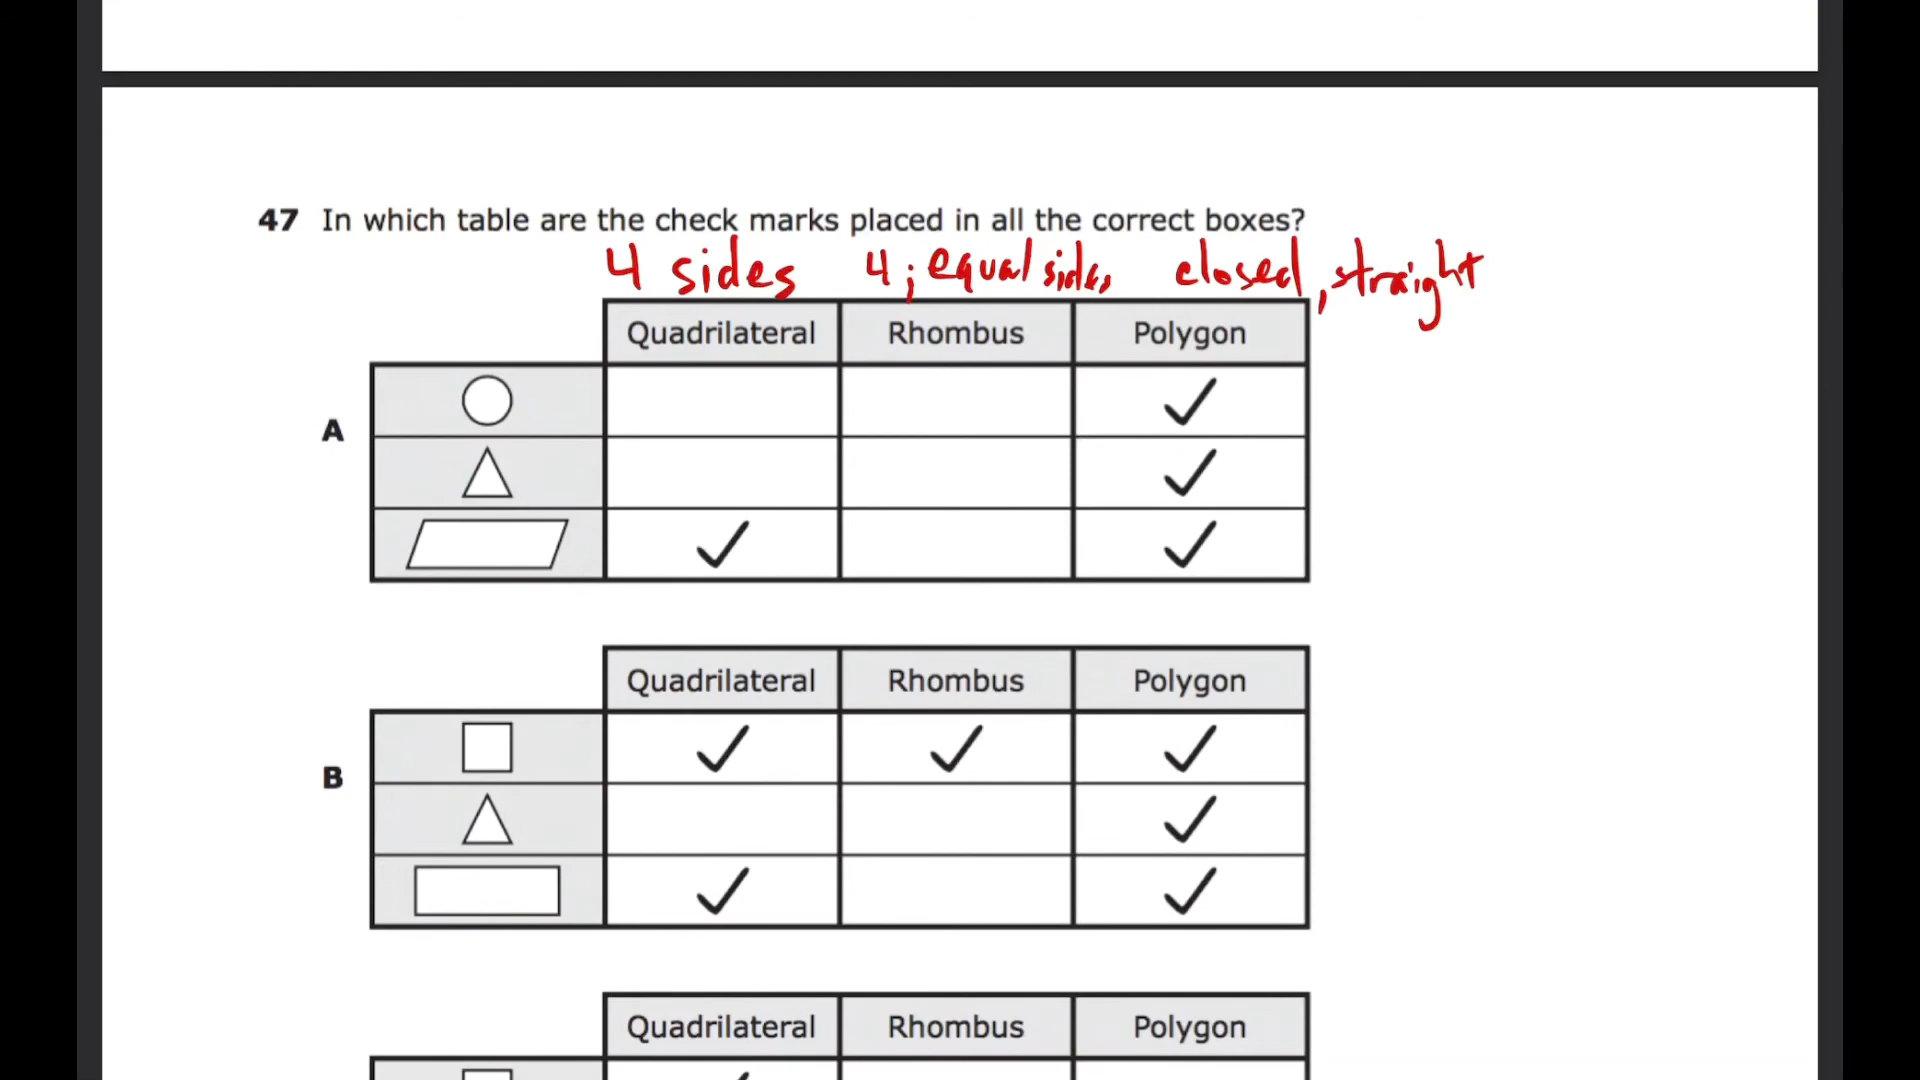 47 In which table are the check marks placed in all the correct boxes?
4 sides 4; equal sides closed, straight
Quadrilateral Rhombus Polygon
A
Quadrilateral Rhombus Polygon
B
Quadrilateral Rhombus Polygon